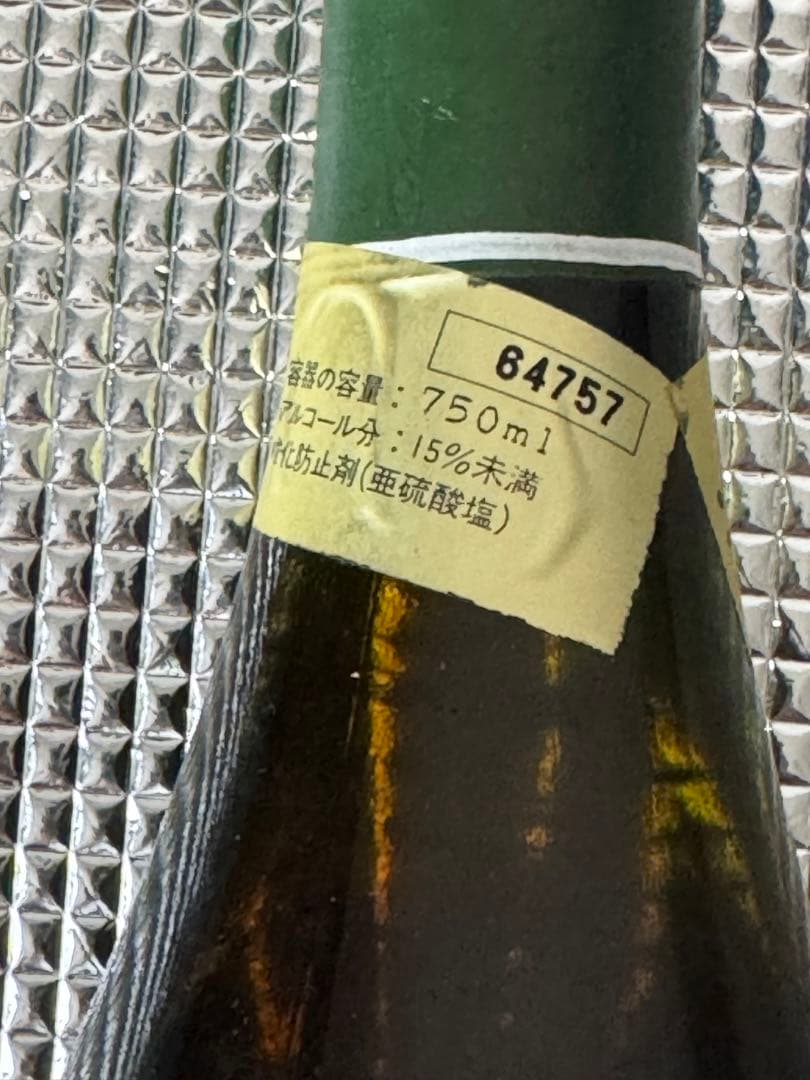 64757
容器の容量：750ml
アルコール分：15％未満
化防止剤(亜硫酸塩)